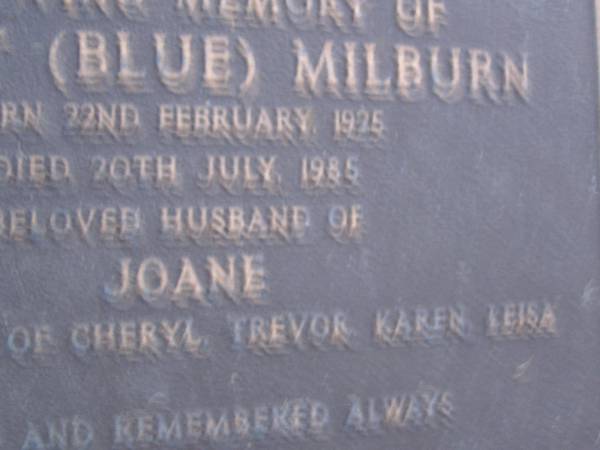 MEMORY OF
(BLUE) MILBURN
22ND FEBRUARY 1925
DIED 20TH JULY, 1985
BELOVED HUSBAND OF
JOANE
OF CHERYL, TREVOR, KAREN, LEISA
AND REMEMBERED ALWAYS